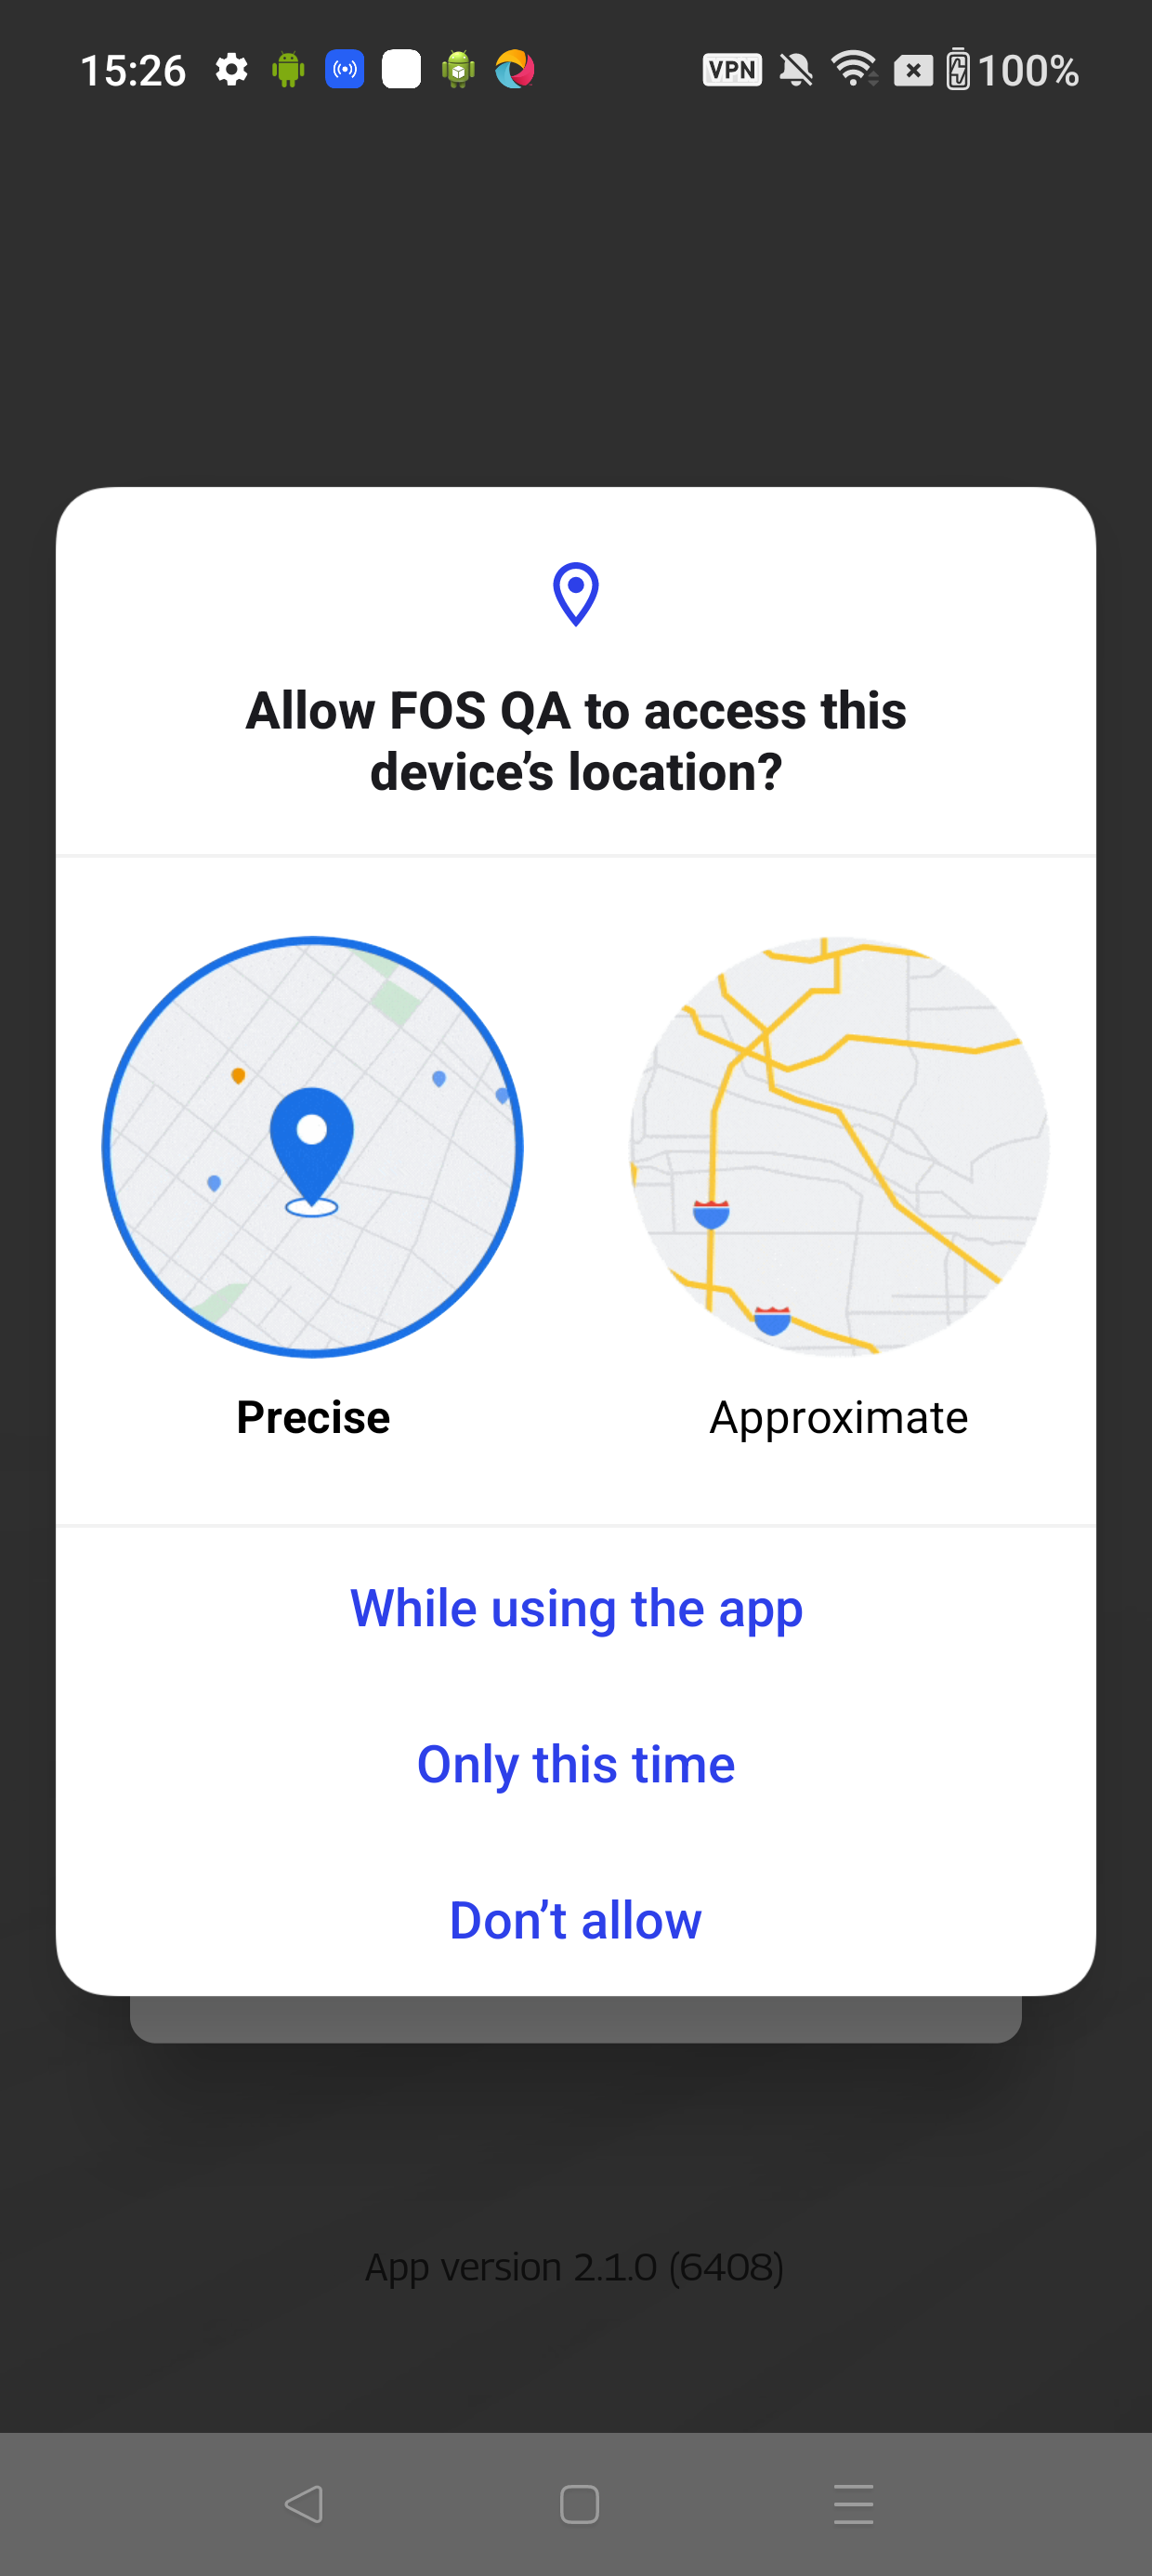 15:26 VPN 100%
Allow FOS QA to access this
device’s location?
Precise
Approximate
While using the app
Only this time
Don’t allow
App version 2.1.0 (6408)